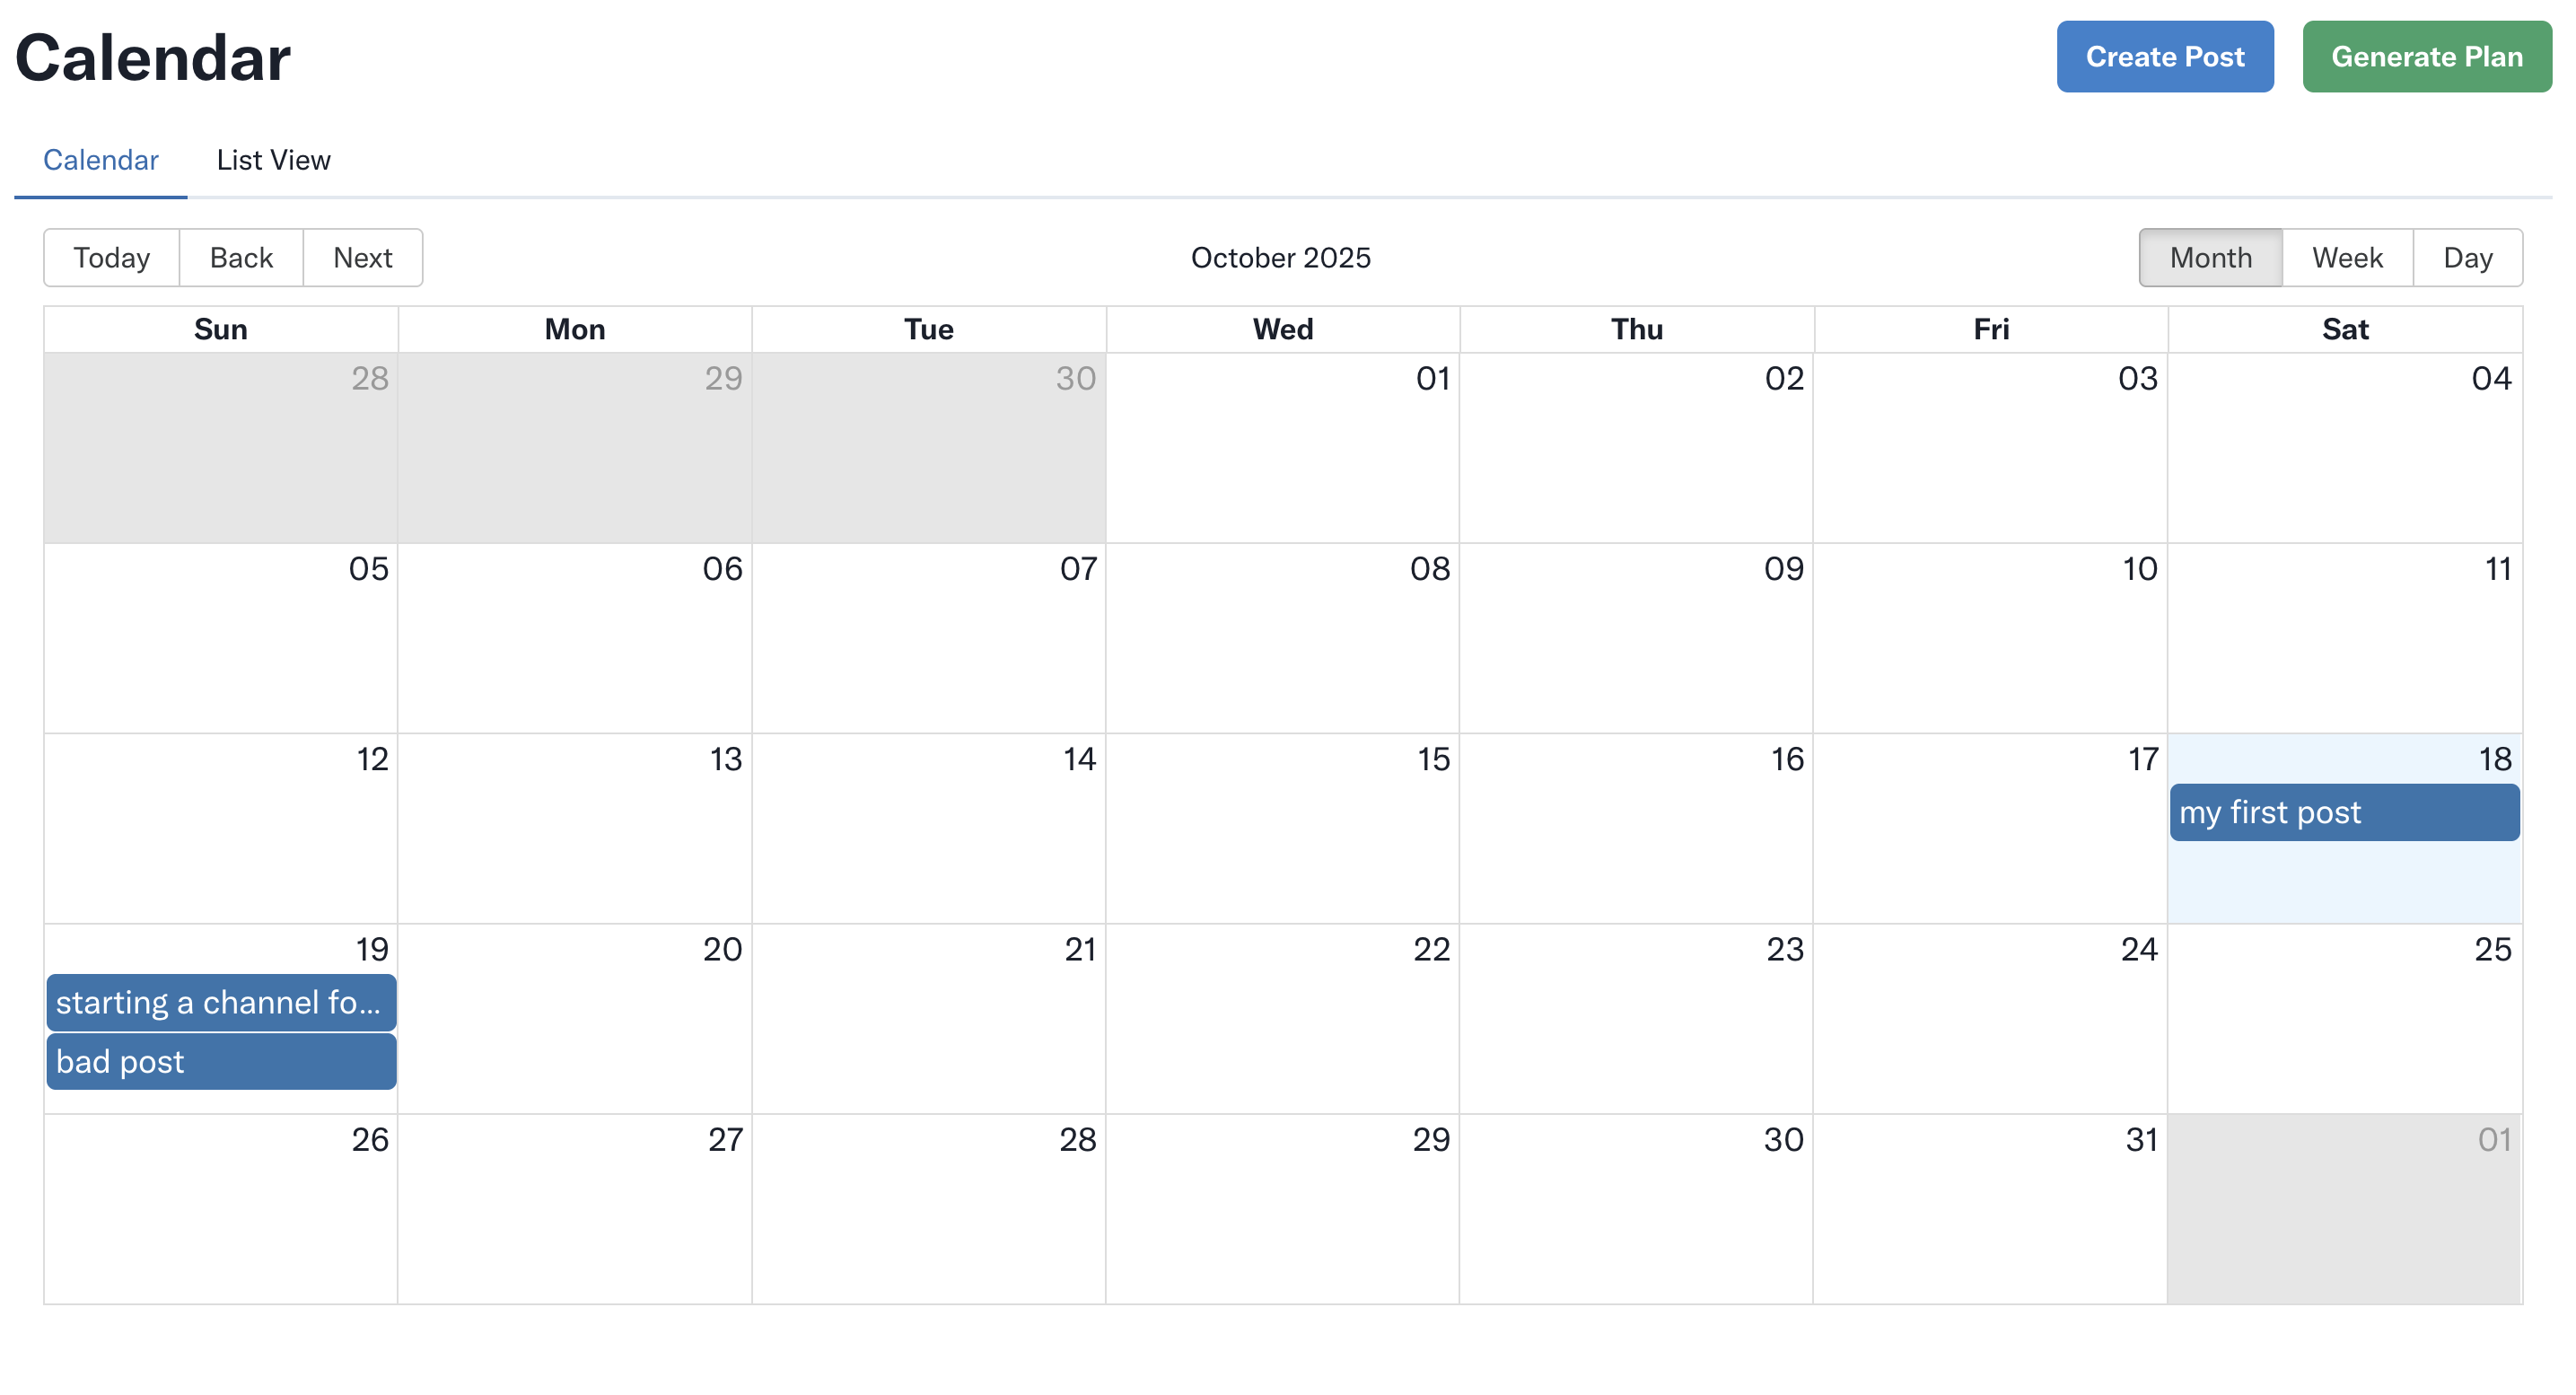 Calendar
Create Post
Generate Plan
Calendar
List View
Today
Back
Next
October 2025
Month
Week
Day
Sun Mon Tue Wed Thu Fri Sat
28 29 30 01 02 03 04
05 06 07 08 09 10 11
12 13 14 15 16 17 18
my first post
19 20 21 22 23 24 25
starting a channel fo...
bad post
26 27 28 29 30 31 01